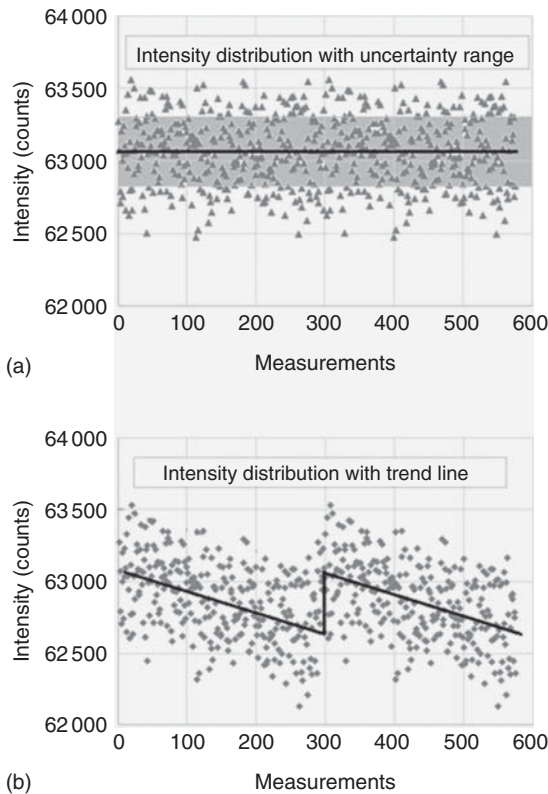 64 000
Intensity distribution with uncertainty range
63 500
63 000
62 500
62 000
Intensity (counts)
0 100 200 300 400 500 600
Measurements
(a)
64 000
Intensity distribution with trend line
63 500
63 000
62 500
62 000
Intensity (counts)
0 100 200 300 400 500 600
Measurements
(b)